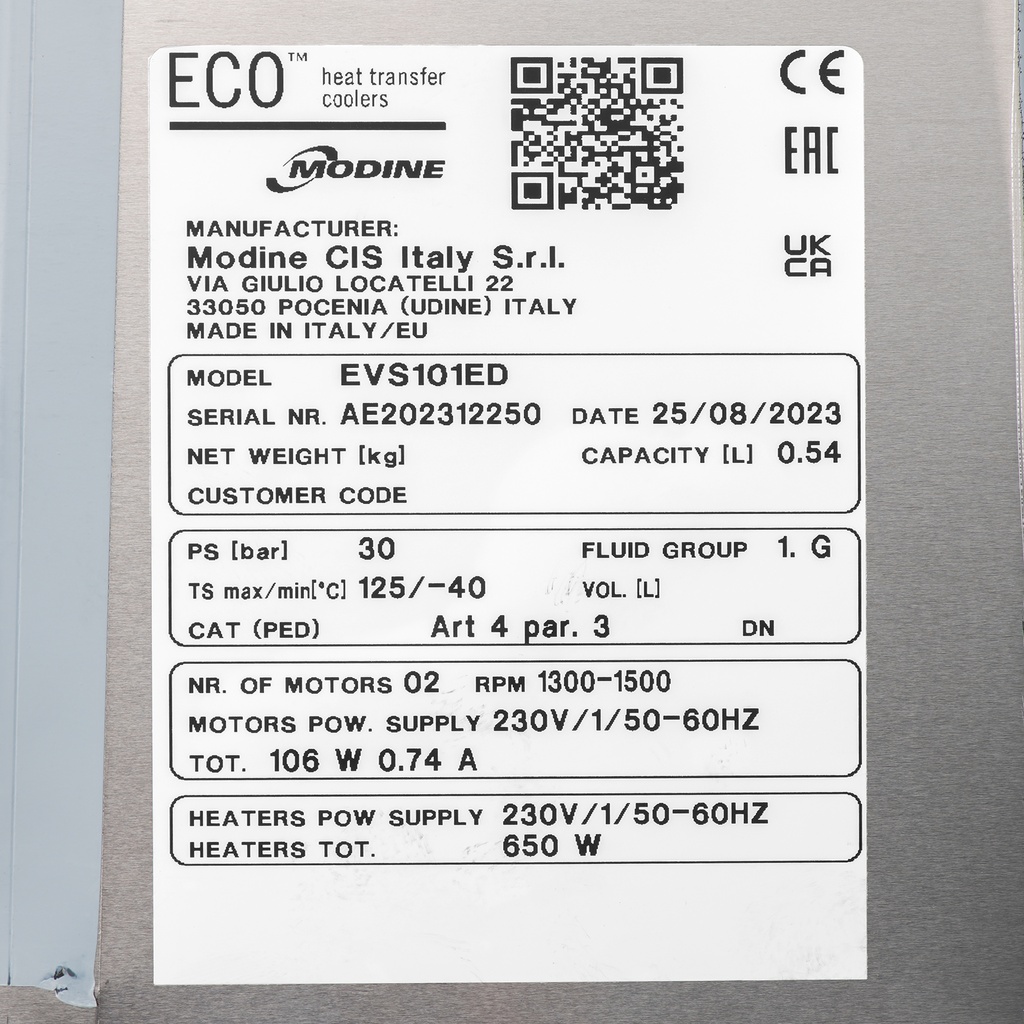 ECO™ heat transfer
coolers
MODINE
CE
EAC
UK
CA
MANUFACTURER:
Modine CIS Italy S.r.l.
VIA GIULIO LOCATELLI 22
33050 POCENIA (UDINE) ITALY
MADE IN ITALY/EU
MODEL EVS101ED
SERIAL NR. AE202312250 DATE 25/08/2023
NET WEIGHT [kg] CAPACITY [L] 0.54
CUSTOMER CODE
PS [bar] 30 FLUID GROUP 1. G
TS max/min[°C] 125/-40 VOL. [L]
CAT (PED) Art 4 par. 3 DN
NR. OF MOTORS 02 RPM 1300-1500
MOTORS POW. SUPPLY 230V/1/50-60HZ
TOT. 106 W 0.74 A
HEATERS POW SUPPLY 230V/1/50-60HZ
HEATERS TOT. 650 W